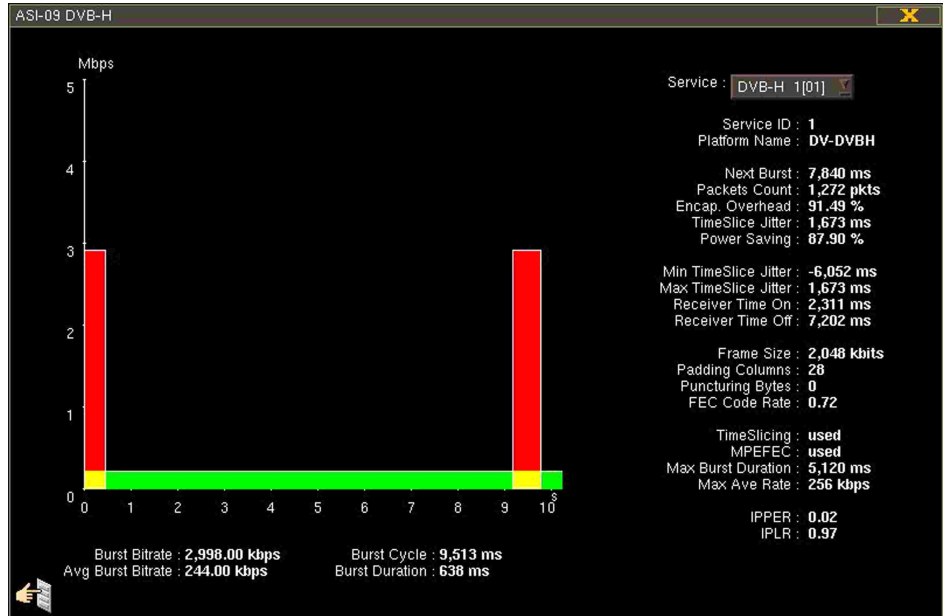 ASI-09 DVB-H
X
Mbps
5
4
3
2
1
0
0 1 2 3 4 5 6 7 8 9 10
s
Burst Bitrate : 2,998.00 kbps
Avg Burst Bitrate : 244.00 kbps
Burst Cycle : 9,513 ms
Burst Duration : 638 ms
Service : DVB-H 1[01]
Service ID : 1
Platform Name : DV-DVBH
Next Burst : 7,840 ms
Packets Count : 1,272 pkts
Encap. Overhead : 91.49 %
TimeSlice Jitter : 1,673 ms
Power Saving : 87.90 %
Min TimeSlice Jitter : -6,052 ms
Max TimeSlice Jitter : 1,673 ms
Receiver Time On : 2,311 ms
Receiver Time Off : 7,202 ms
Frame Size : 2,048 kbits
Padding Columns : 28
Puncturing Bytes : 0
FEC Code Rate : 0.72
TimeSlicing : used
MPEFEC : used
Max Burst Duration : 5,120 ms
Max Ave Rate : 256 kbps
IPPER : 0.02
IPLR : 0.97